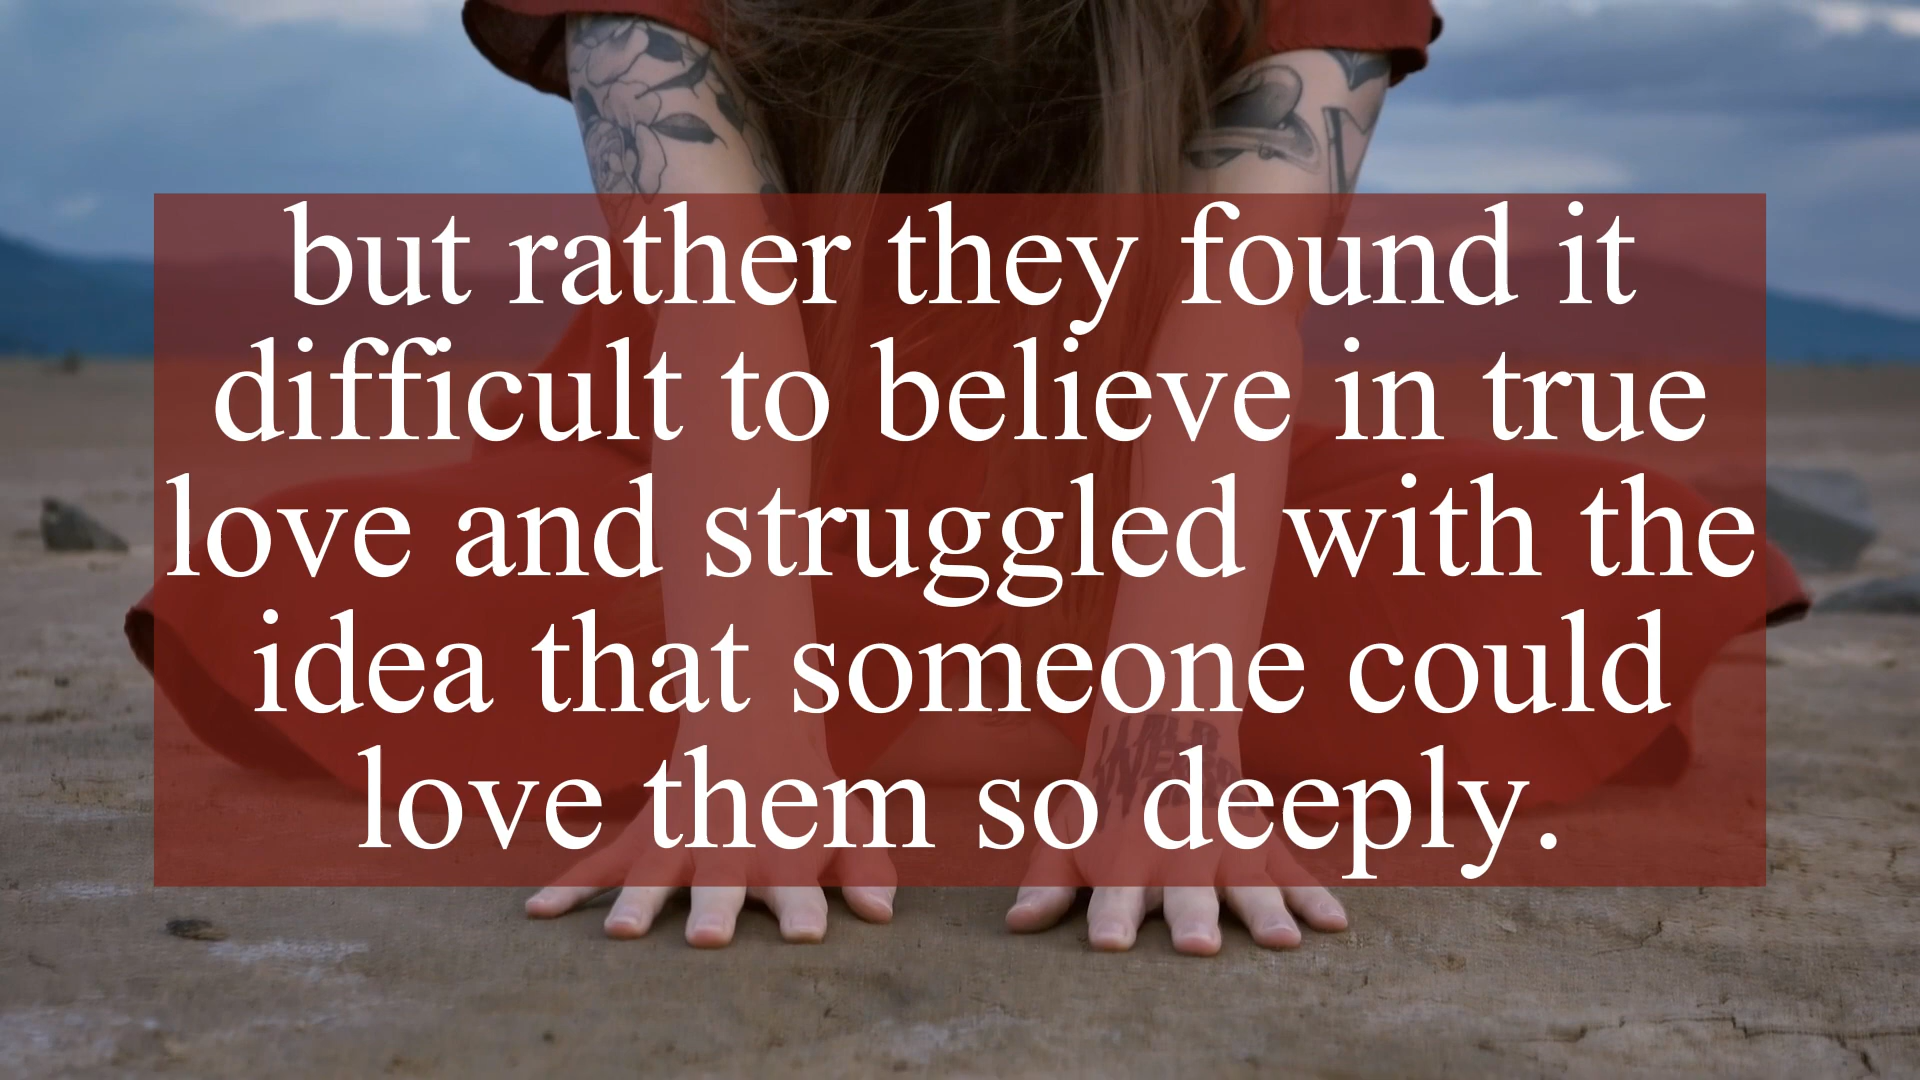 but rather they found it
difficult to believe in true
love and struggled with the
idea that someone could
love them so deeply.